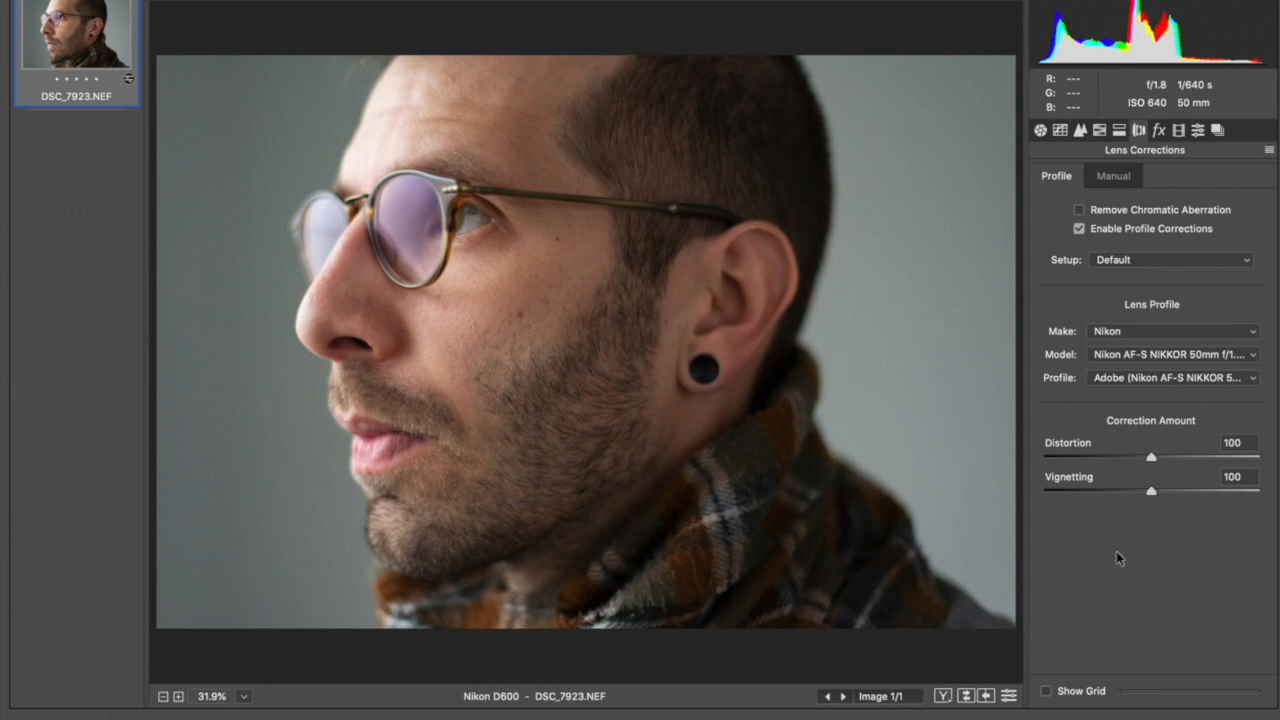 DSC_7923.NEF
31.9%
Nikon D600 - DSC_7923.NEF
Image 1/1
R: ---
G: ---
B: ---
f/1.8 1/640 s
ISO 640 50 mm
fx
Lens Corrections
Profile Manual
Remove Chromatic Aberration
Enable Profile Corrections
Setup: Default
Lens Profile
Make: Nikon
Model: Nikon AF-S NIKKOR 50mm f/1....
Profile: Adobe (Nikon AF-S NIKKOR 5...
Correction Amount
Distortion 100
Vignetting 100
Show Grid